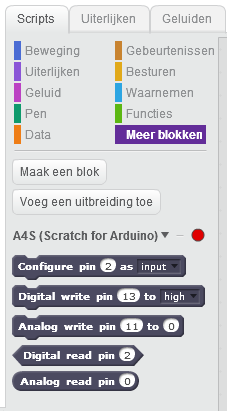 Scripts Uiterlijken Geluiden
Beweging Gebeurtenissen
Uiterlijken Besturen
Geluid Waarnemen
Pen Functies
Data Meer blokken
Maak een blok
Voeg een uitbreiding toe
A4S (Scratch for Arduino)
Configure pin 2 as input
Digital write pin 13 to high
Analog write pin 11 to 0
Digital read pin 2
Analog read pin 0